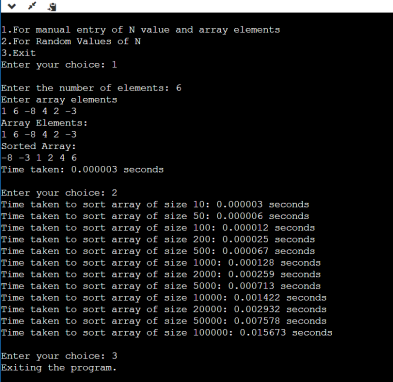 1.For manual entry of N value and array elements
2.For Random Values of N
3.Exit
Enter your choice: 1
Enter the number of elements: 6
Enter array elements
1 6 -8 4 2 -3
Array Elements:
1 6 -8 4 2 -3
Sorted Array:
-8 -3 1 2 4 6
Time taken: 0.000003 seconds
Enter your choice: 2
Time taken to sort array of size 10: 0.000003 seconds
Time taken to sort array of size 50: 0.000006 seconds
Time taken to sort array of size 100: 0.000012 seconds
Time taken to sort array of size 200: 0.000025 seconds
Time taken to sort array of size 500: 0.000067 seconds
Time taken to sort array of size 1000: 0.000128 seconds
Time taken to sort array of size 2000: 0.000259 seconds
Time taken to sort array of size 5000: 0.000713 seconds
Time taken to sort array of size 10000: 0.001422 seconds
Time taken to sort array of size 20000: 0.002932 seconds
Time taken to sort array of size 50000: 0.007578 seconds
Time taken to sort array of size 100000: 0.015673 seconds
Enter your choice: 3
Exiting the program.